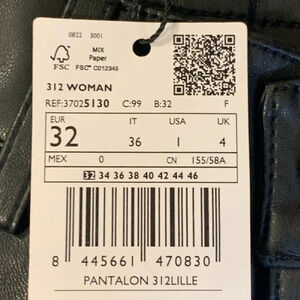 0822 3001
FSC
MIX
Paper
FSC® C012345
312 WOMAN
REF:37025130 C:99 B:32 F
EUR IT USA UK
32 36 1 4
MEX 0 CN 155/58A
32 34 36 38 40 42 44 46
8 445661 470830
PANTALON 312LILLE